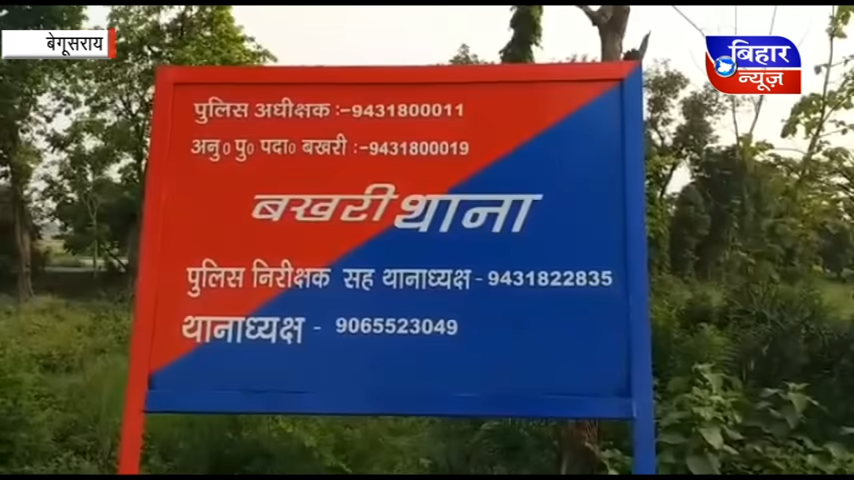 बेगूसराय
बिहार
न्यूज़
पुलिस अधीक्षक :-9431800011
अनु० पु० पदा० बखरी :-9431800019
बखरी थाना
पुलिस निरीक्षक सह थानाध्यक्ष - 9431822835
थानाध्यक्ष - 9065523049